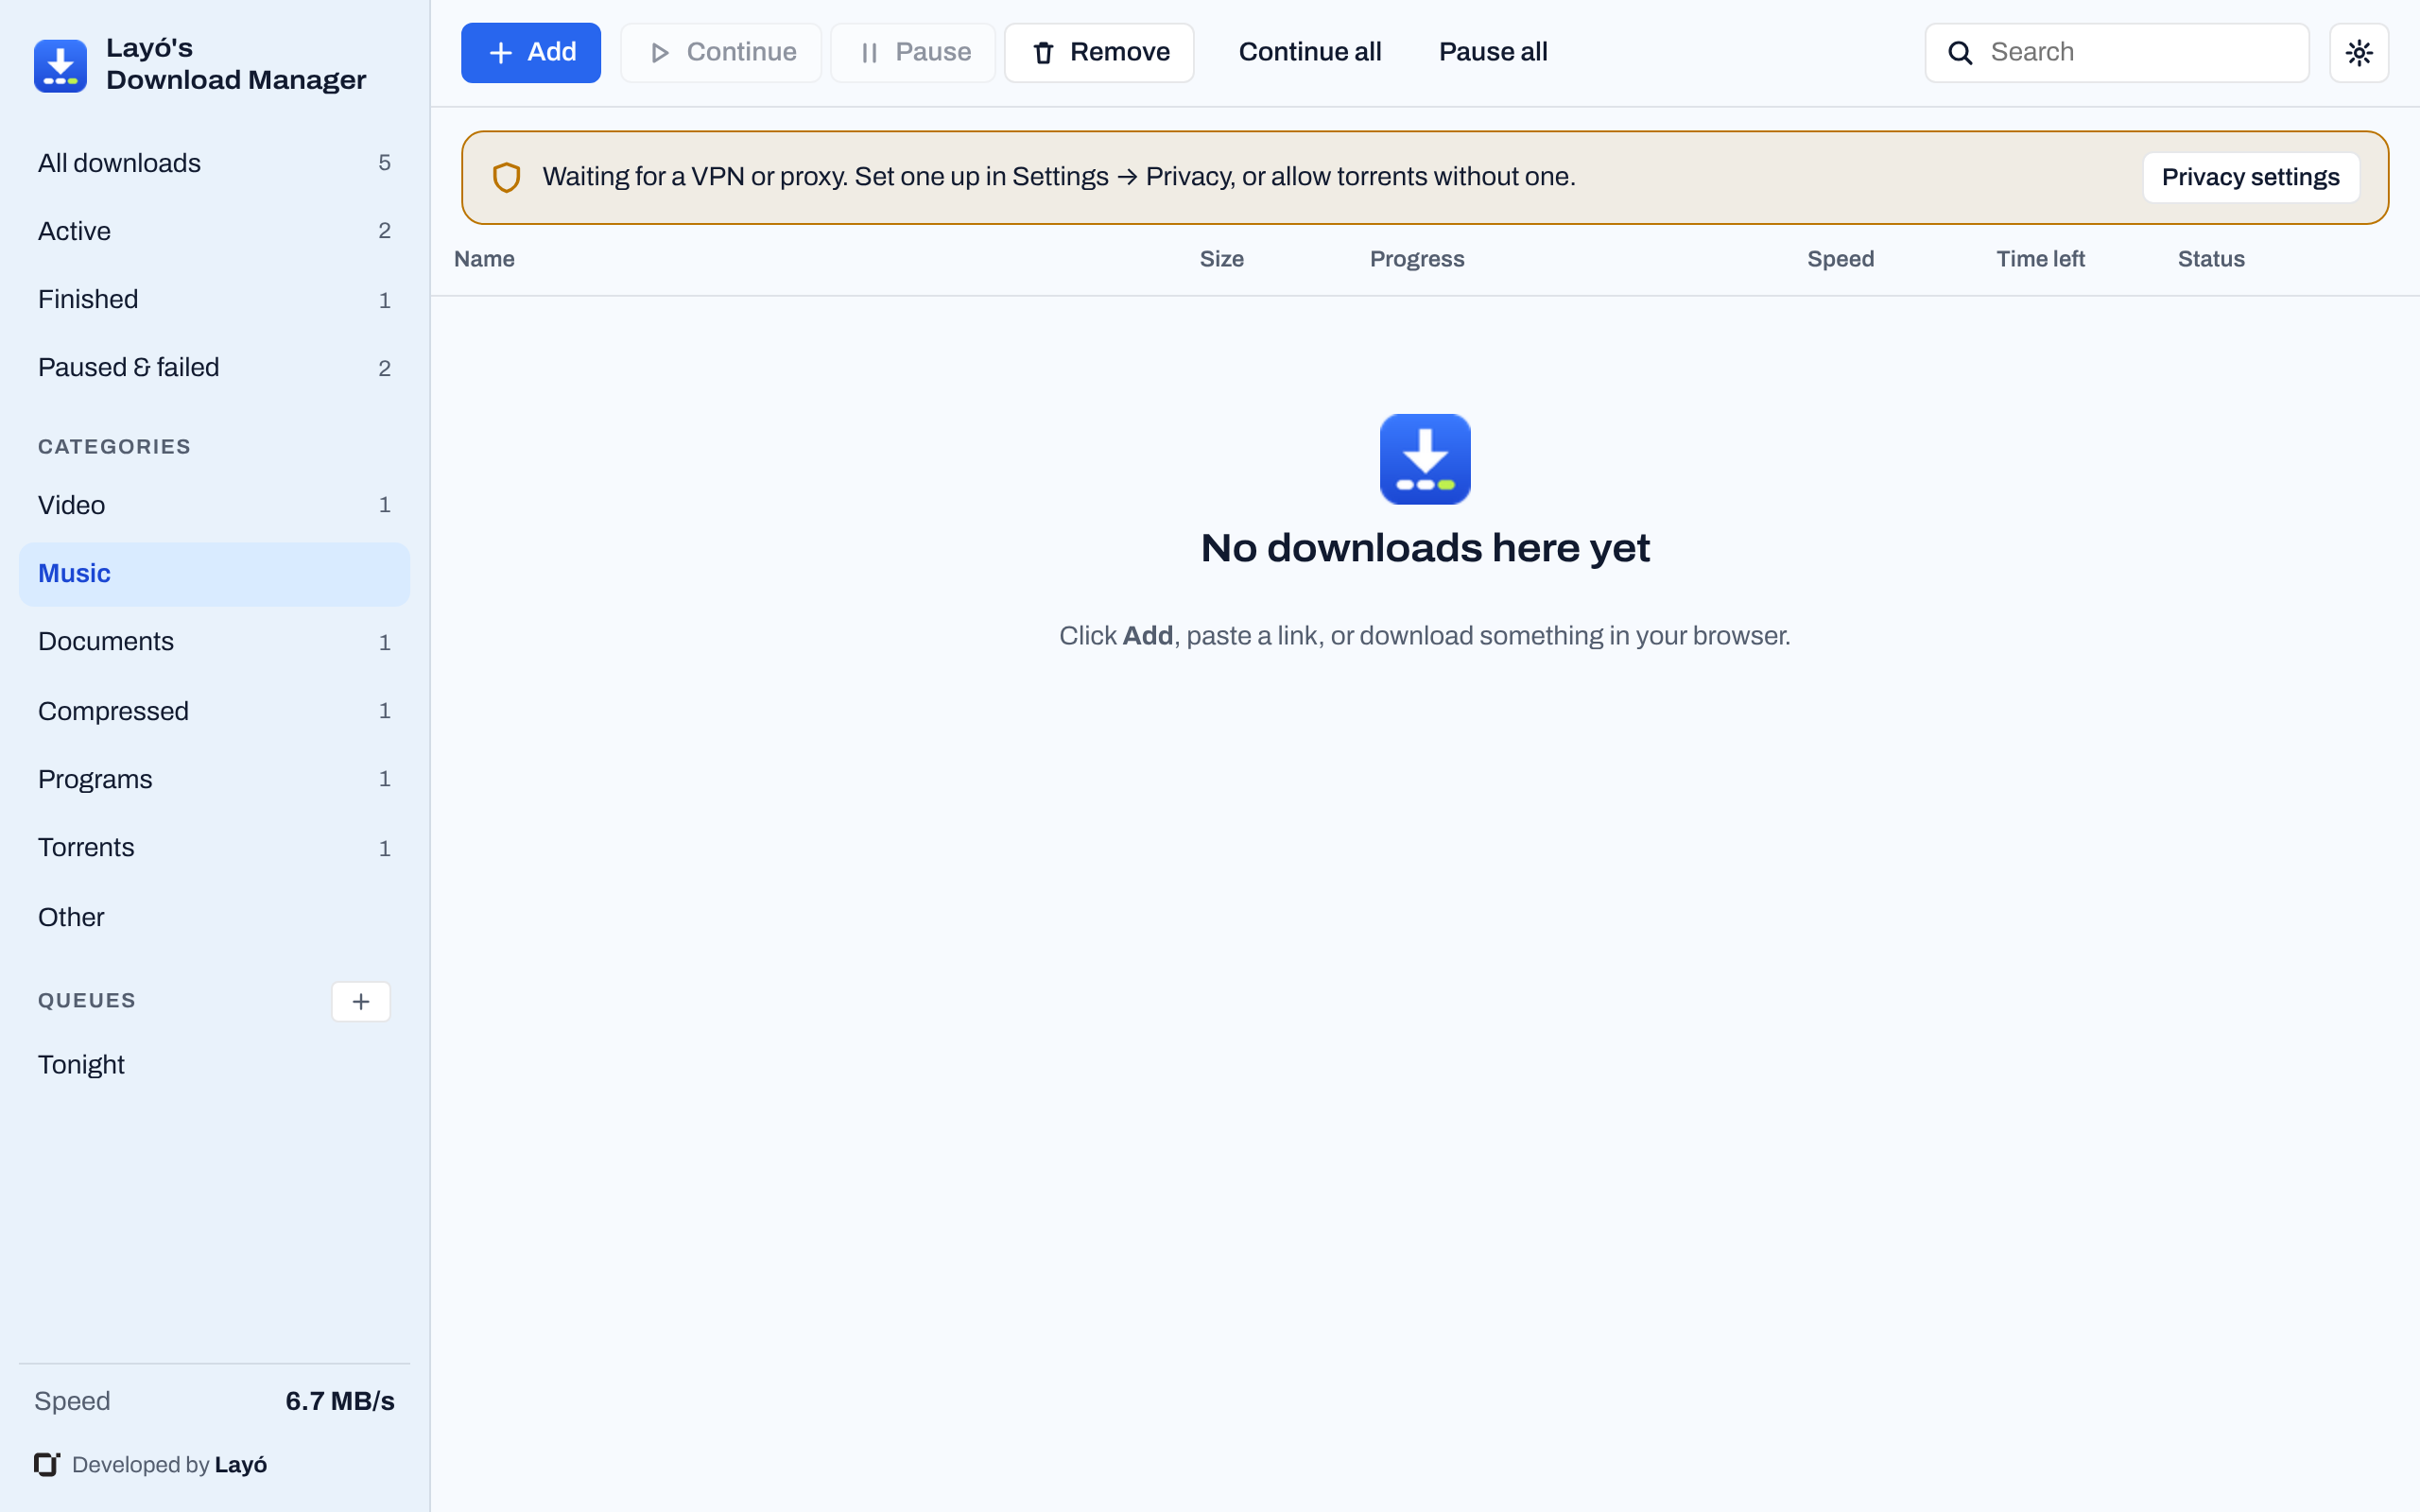 Layó's
Download Manager
All downloads 5
Active 2
Finished 1
Paused & failed 2
CATEGORIES
Video 1
Music
Documents 1
Compressed 1
Programs 1
Torrents 1
Other
QUEUES
Tonight
Speed 6.7 MB/s
Developed by Layó
Add Continue Pause Remove Continue all Pause all Search
Waiting for a VPN or proxy. Set one up in Settings → Privacy, or allow torrents without one. Privacy settings
Name Size Progress Speed Time left Status
No downloads here yet
Click Add, paste a link, or download something in your browser.